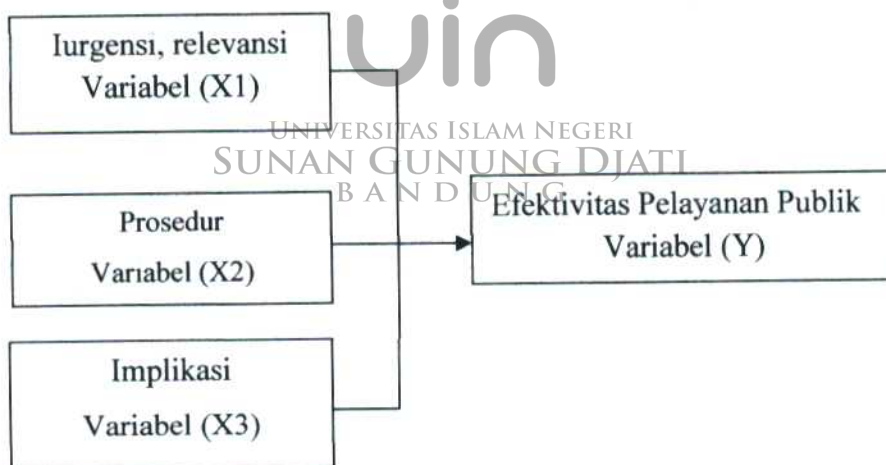 uin
UNIVERSITAS ISLAM NEGERI
SUNAN GUNUNG DJATI
BANDUNG
Iurgensi, relevansi
Variabel (X1)
Prosedur
Variabel (X2)
Implikasi
Variabel (X3)
Efektivitas Pelayanan Publik
Variabel (Y)